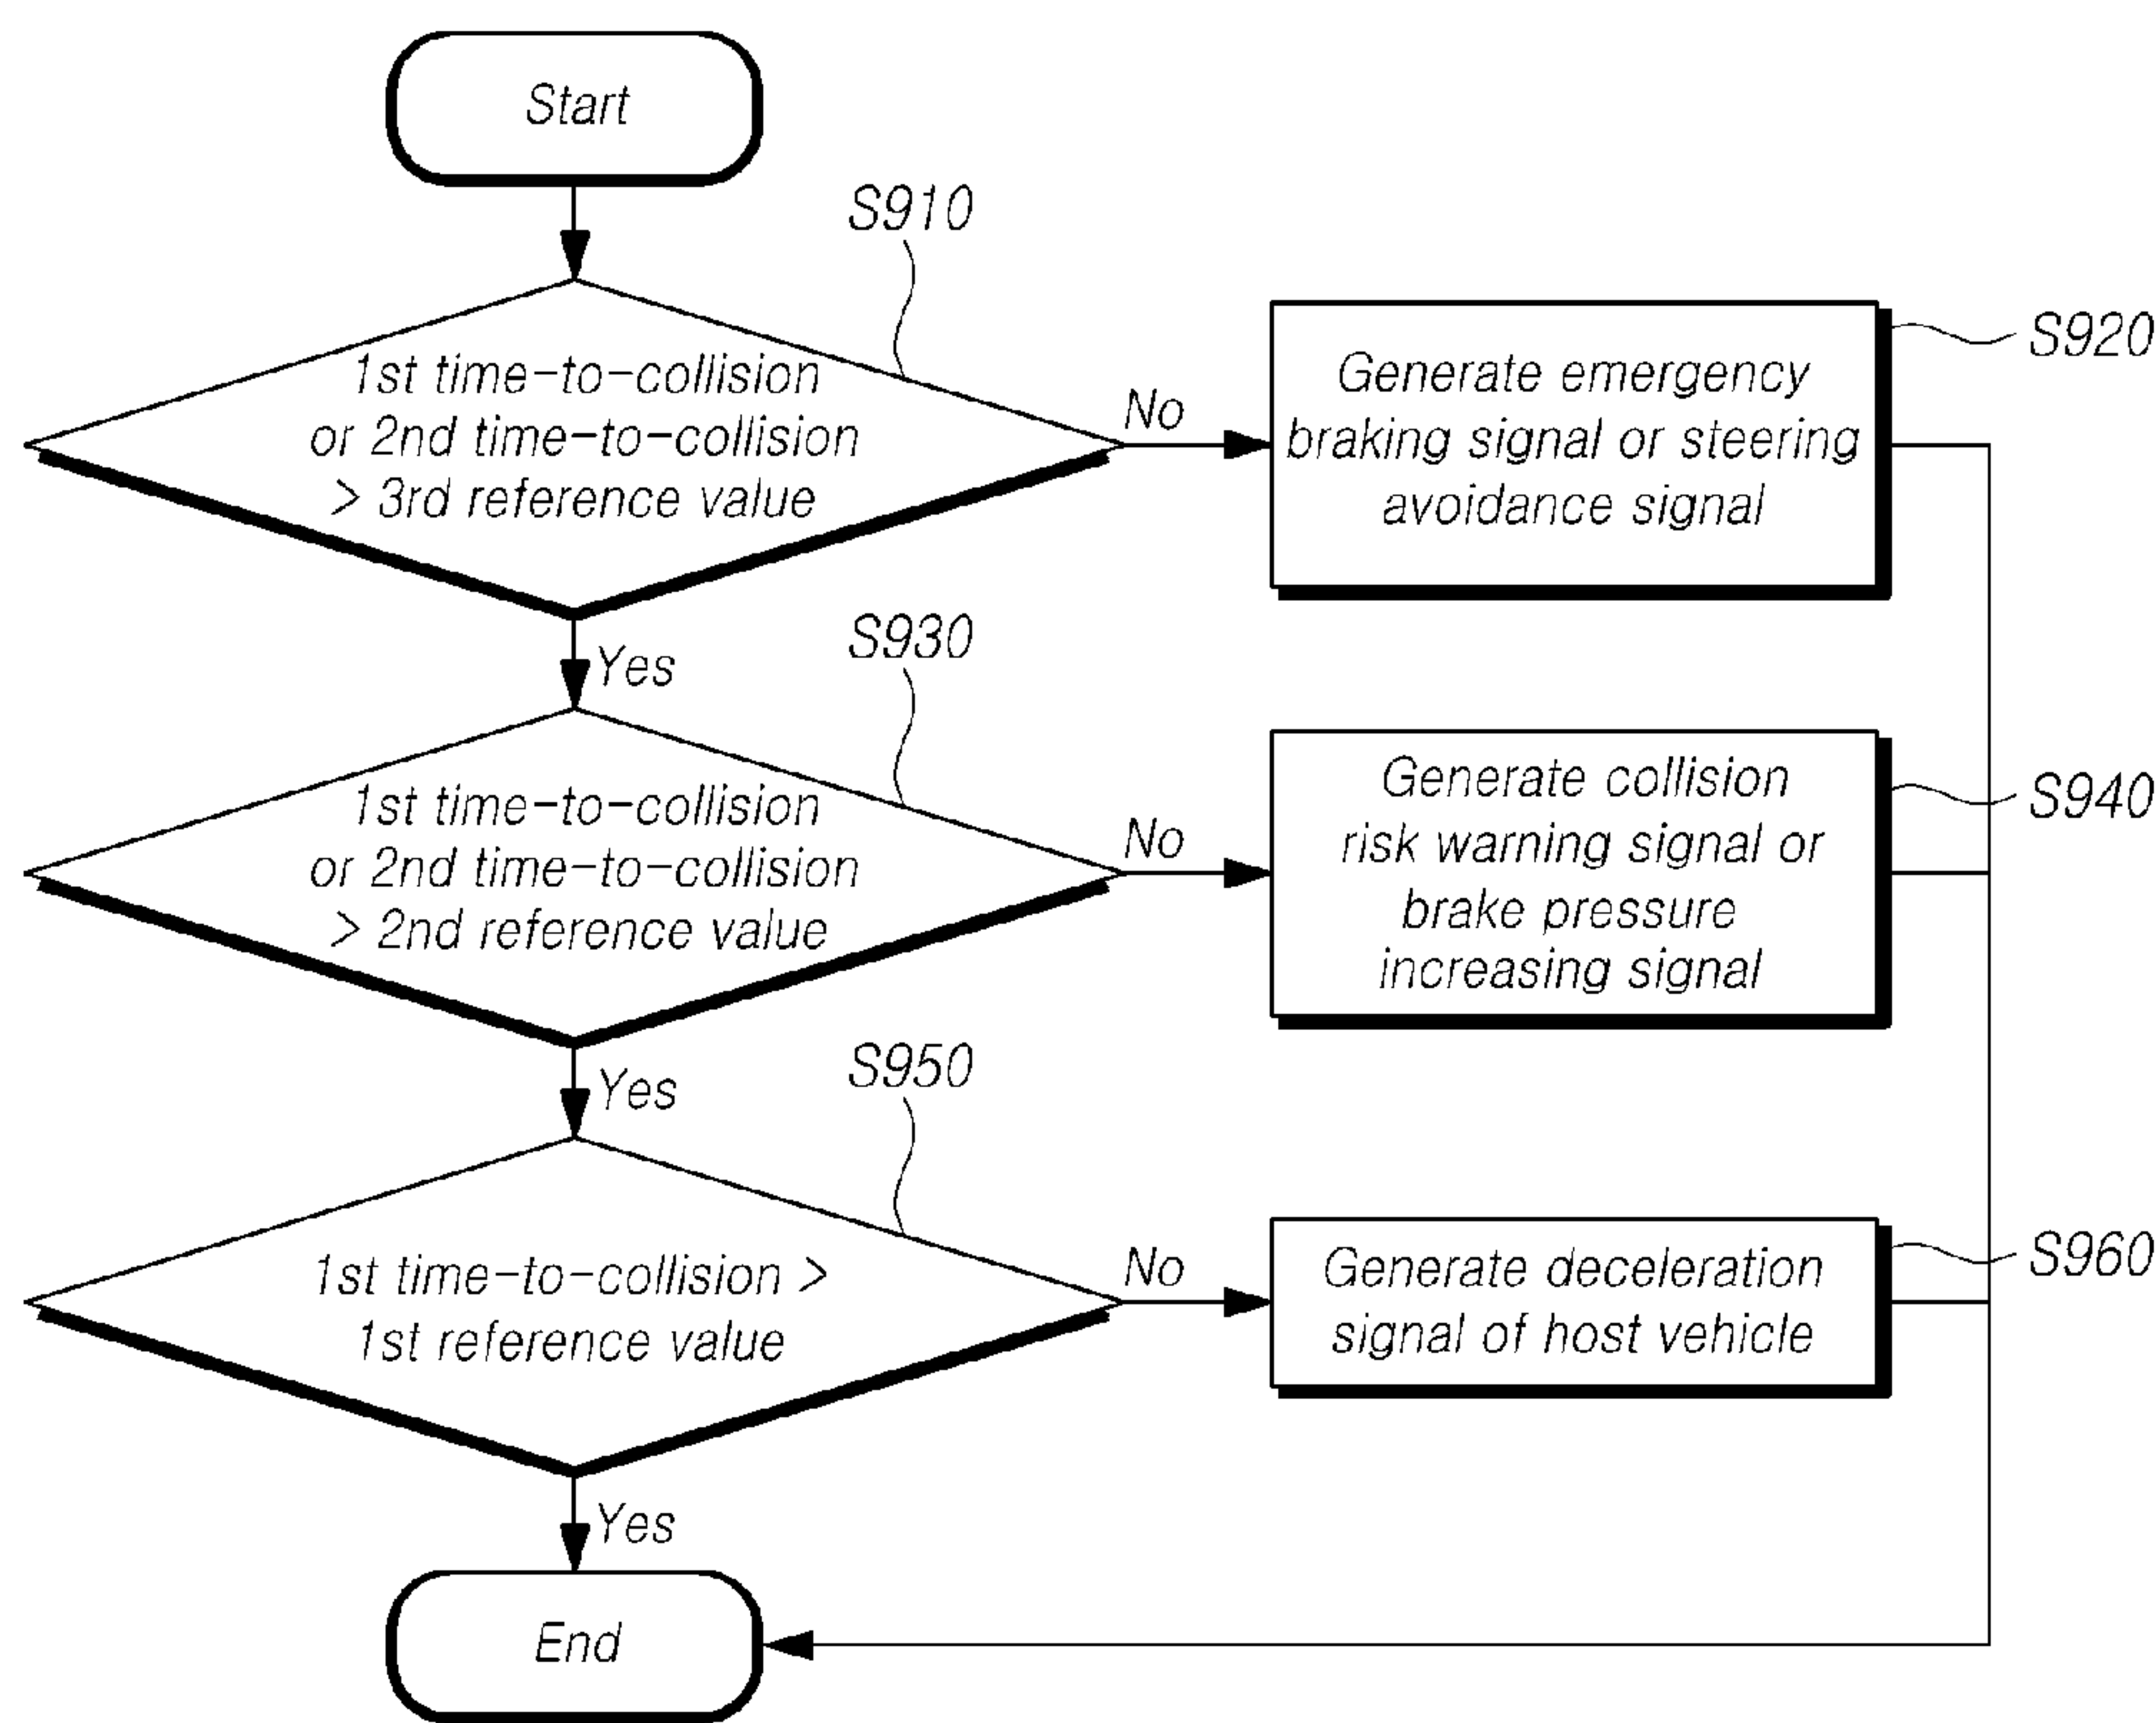 Start
S910
1st time-to-collision
or 2nd time-to-collision
> 3rd reference value
No
Generate emergency
braking signal or steering
avoidance signal
S920
Yes
S930
1st time-to-collision
or 2nd time-to-collision
> 2nd reference value
No
Generate collision
risk warning signal or
brake pressure
increasing signal
S940
Yes
S950
1st time-to-collision >
1st reference value
No
Generate deceleration
signal of host vehicle
S960
Yes
End